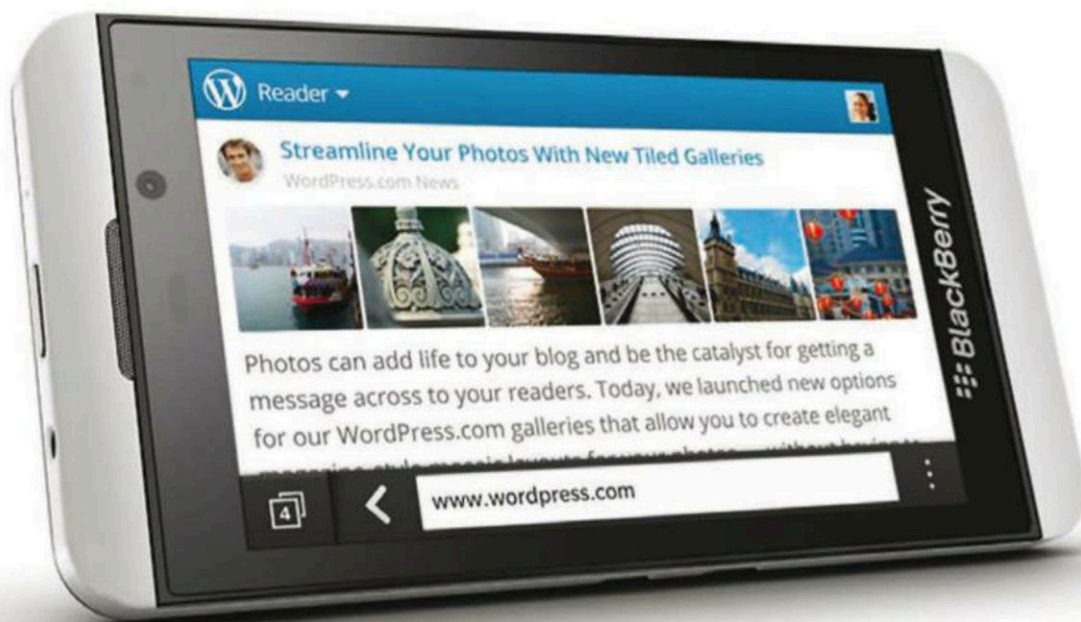 Reader
Streamline Your Photos With New Tiled Galleries
WordPress.com News
Photos can add life to your blog and be the catalyst for getting a
message across to your readers. Today, we launched new options
for our WordPress.com galleries that allow you to create elegant
4
www.wordpress.com
BlackBerry